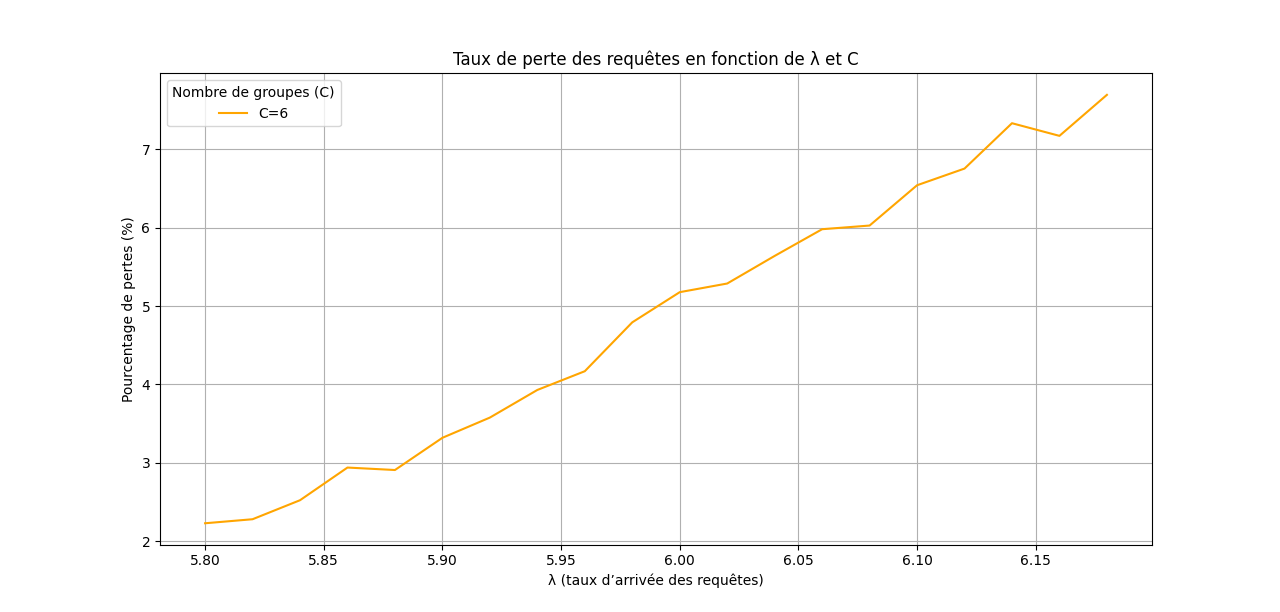 Taux de perte des requêtes en fonction de λ et C
Nombre de groupes (C)
C=6
Pourcentage de pertes (%)
7
6
5
4
3
2
5.80 5.85 5.90 5.95 6.00 6.05 6.10 6.15
λ (taux d’arrivée des requêtes)